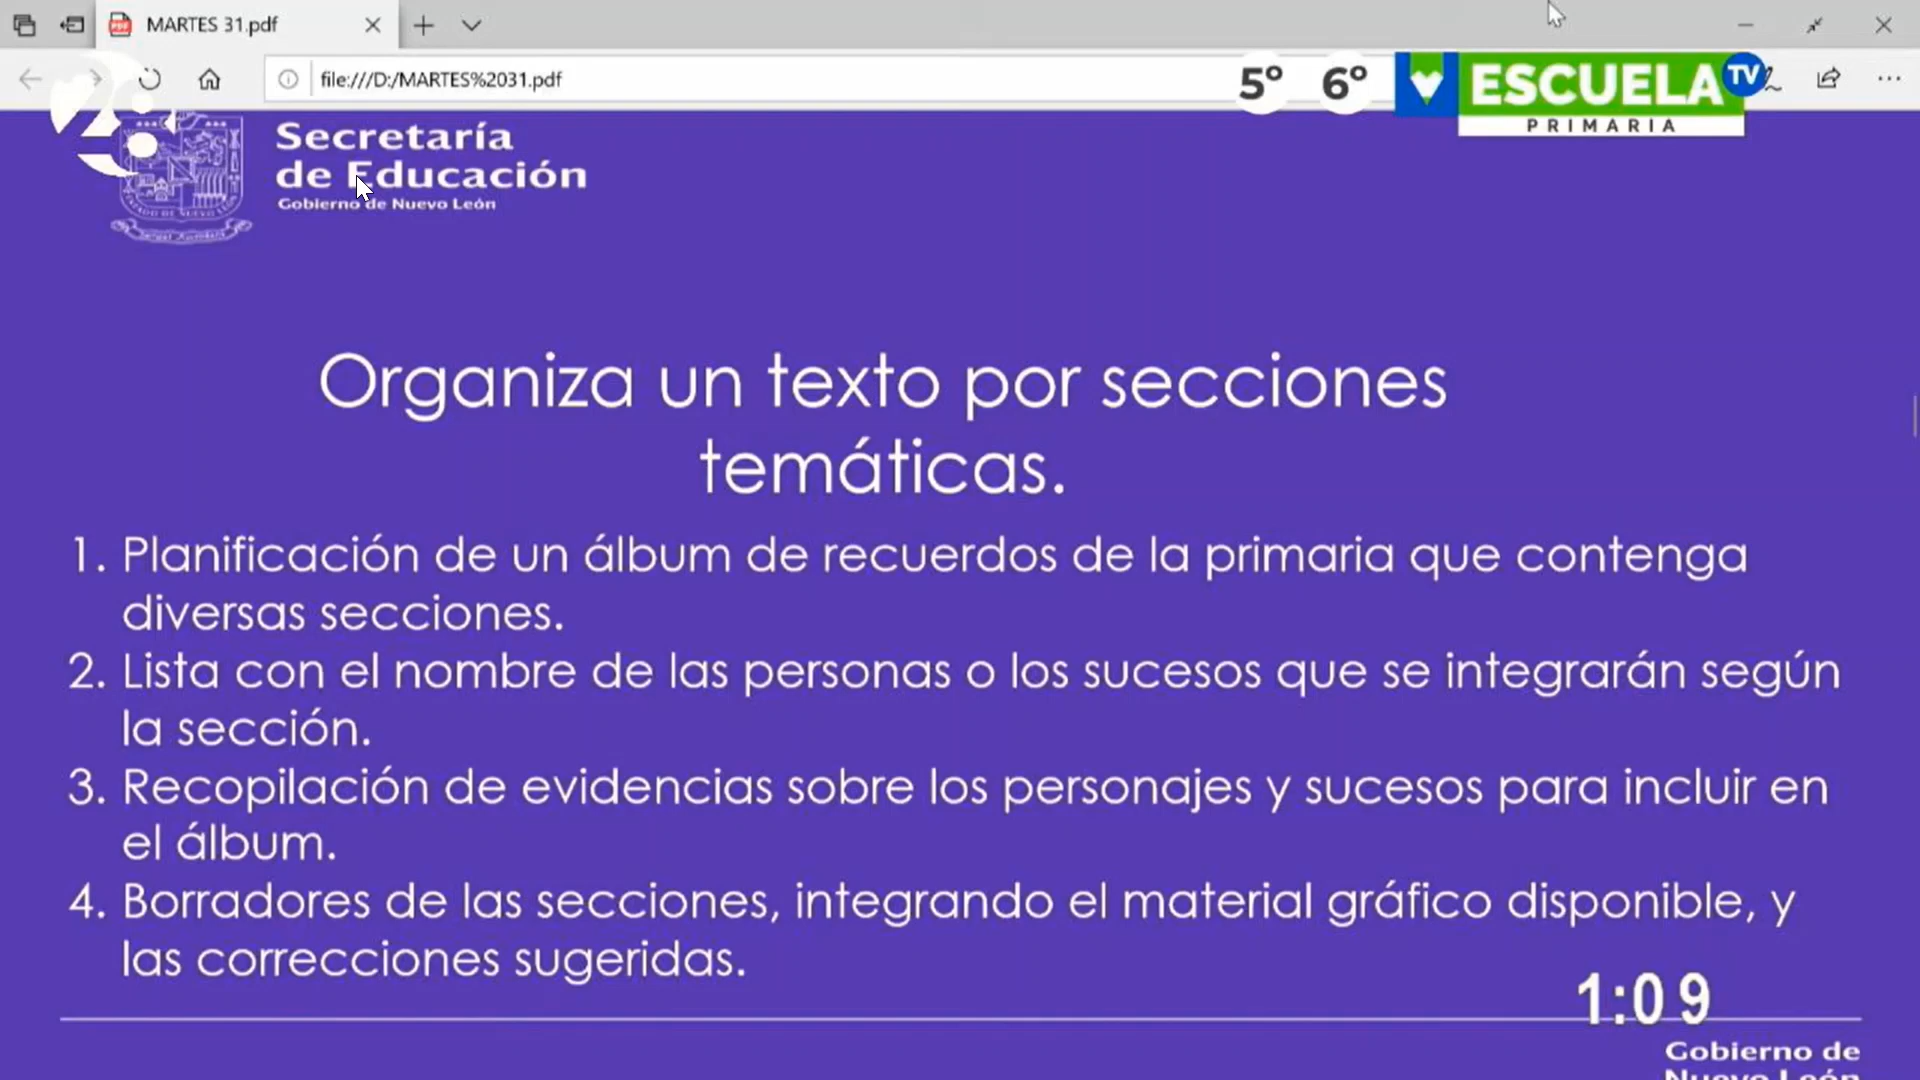 MARTES 31.pdf
file:///D:/MARTES%2031.pdf
5º 6º
ESCUELA TV
PRIMARIA
Secretaría
de Educación
Gobierno de Nuevo León
Organiza un texto por secciones
temáticas.
1. Planificación de un álbum de recuerdos de la primaria que contenga
diversas secciones.
2. Lista con el nombre de las personas o los sucesos que se integrarán según
la sección.
3. Recopilación de evidencias sobre los personajes y sucesos para incluir en
el álbum.
4. Borradores de las secciones, integrando el material gráfico disponible, y
las correcciones sugeridas.
1:09
Gobierno de
Nuevo León